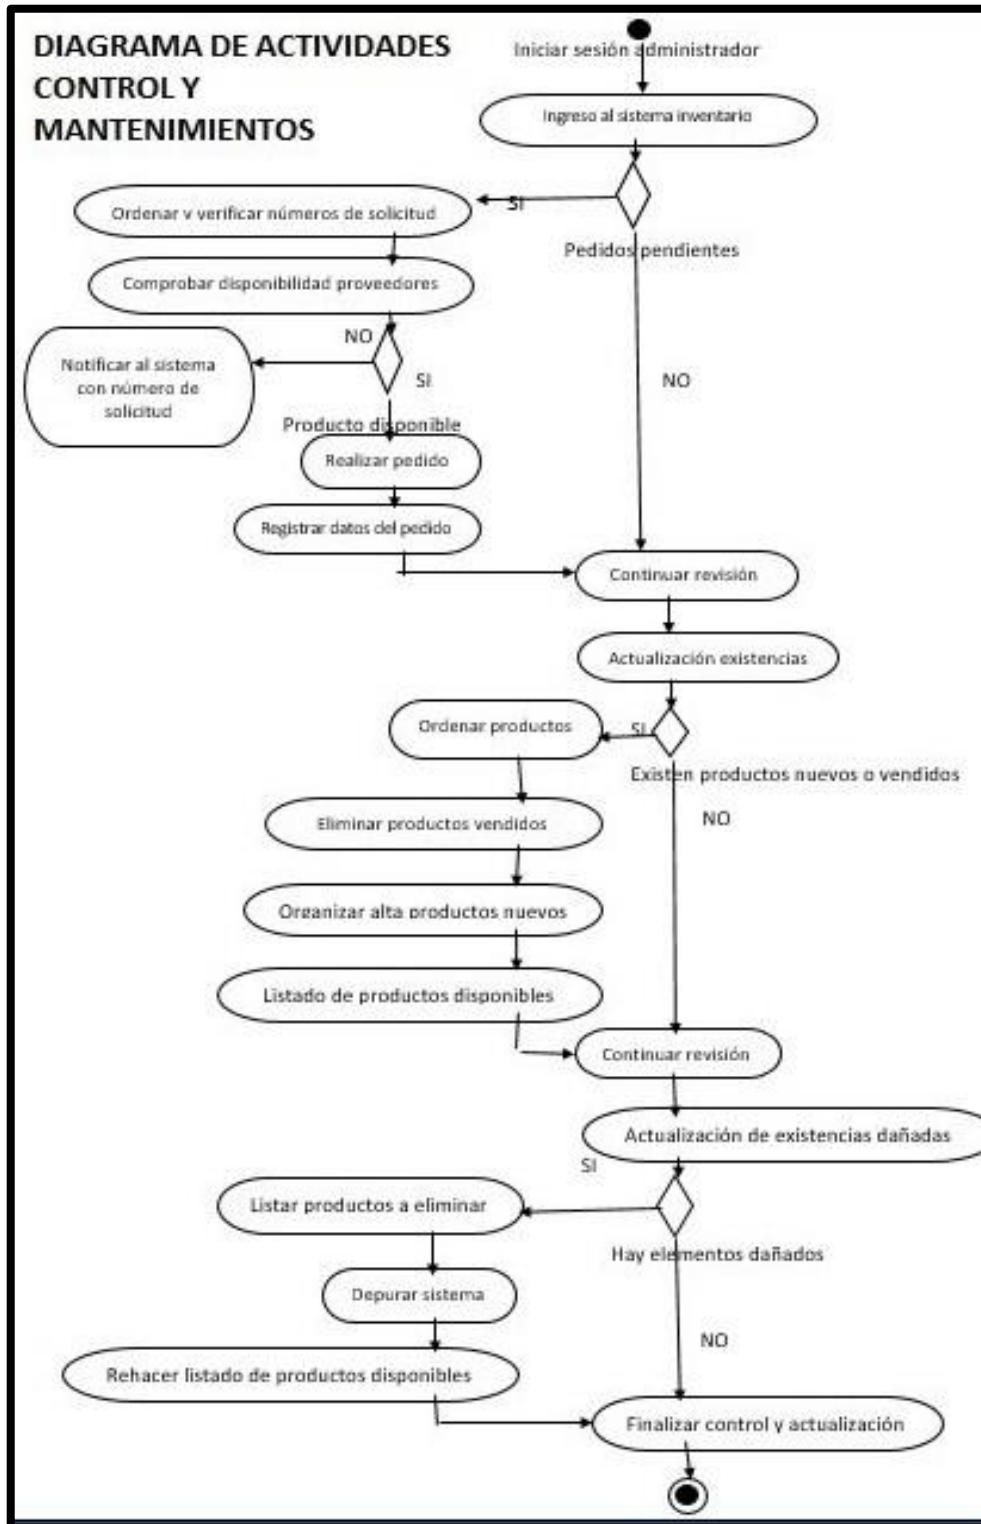 DIAGRAMA DE ACTIVIDADES
CONTROL Y
MANTENIMIENTOS
Iniciar sesión administrador
Ingreso al sistema inventario
SI
Ordenar v verificar números de solicitud
Pedidos pendientes
Comprobar disponibilidad proveedores
NO
Notificar al sistema
con número de
solicitud
SI
NO
Producto disponible
Realizar pedido
Registrar datos del pedido
Continuar revisión
Actualización existencias
Ordenar productos
SI
Existen productos nuevos o vendidos
NO
Eliminar productos vendidos
Organizar alta productos nuevos
Listado de productos disponibles
Continuar revisión
Actualización de existencias dañadas
SI
Listar productos a eliminar
Hay elementos dañados
Depurar sistema
NO
Rehacer listado de productos disponibles
Finalizar control y actualización